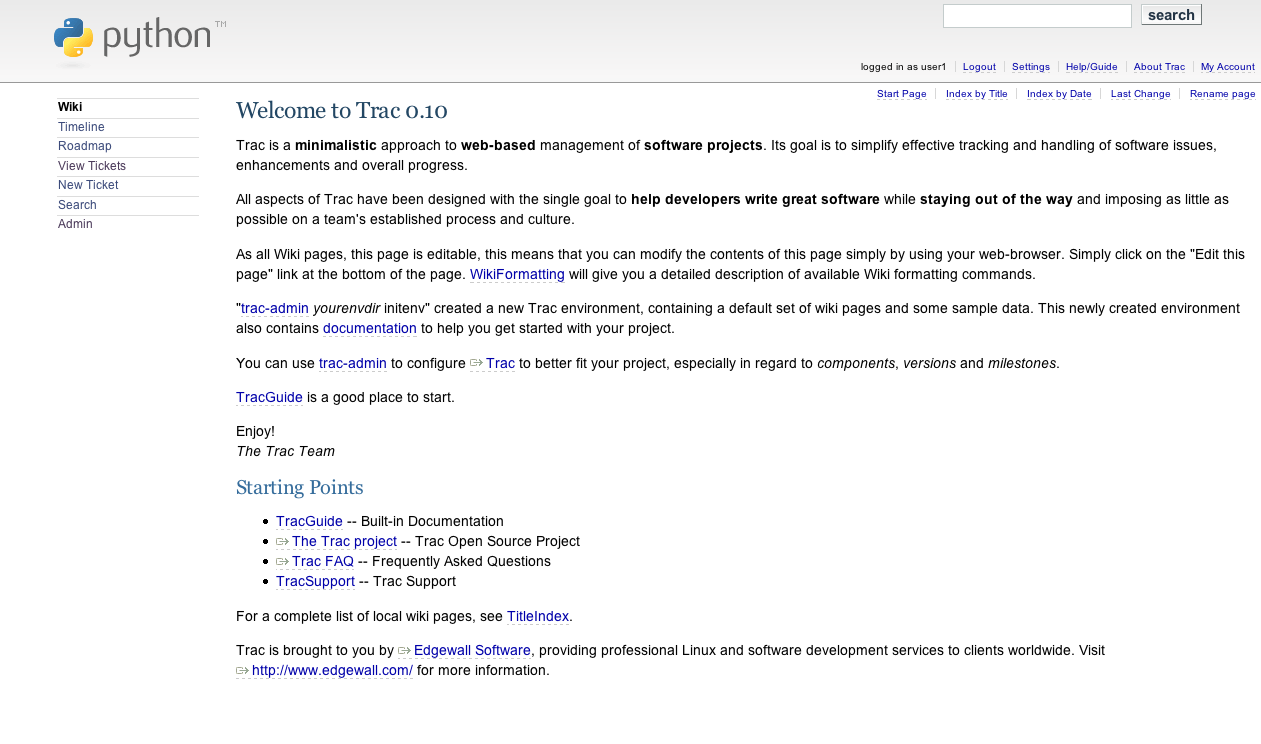 python™
search
logged in as user1 Logout Settings Help/Guide About Trac My Account
Start Page Index by Title Index by Date Last Change Rename page
Wiki
Timeline
Roadmap
View Tickets
New Ticket
Search
Admin
Welcome to Trac 0.10
Trac is a minimalistic approach to web-based management of software projects. Its goal is to simplify effective tracking and handling of software issues,
enhancements and overall progress.
All aspects of Trac have been designed with the single goal to help developers write great software while staying out of the way and imposing as little as
possible on a team's established process and culture.
As all Wiki pages, this page is editable, this means that you can modify the contents of this page simply by using your web-browser. Simply click on the "Edit this
page" link at the bottom of the page. WikiFormatting will give you a detailed description of available Wiki formatting commands.
"trac-admin yourenvdir initenv" created a new Trac environment, containing a default set of wiki pages and some sample data. This newly created environment
also contains documentation to help you get started with your project.
You can use trac-admin to configure Trac to better fit your project, especially in regard to components, versions and milestones.
TracGuide is a good place to start.
Enjoy!
The Trac Team
Starting Points
• TracGuide -- Built-in Documentation
• The Trac project -- Trac Open Source Project
• Trac FAQ -- Frequently Asked Questions
• TracSupport -- Trac Support
For a complete list of local wiki pages, see TitleIndex.
Trac is brought to you by Edgewall Software, providing professional Linux and software development services to clients worldwide. Visit
http://www.edgewall.com/ for more information.